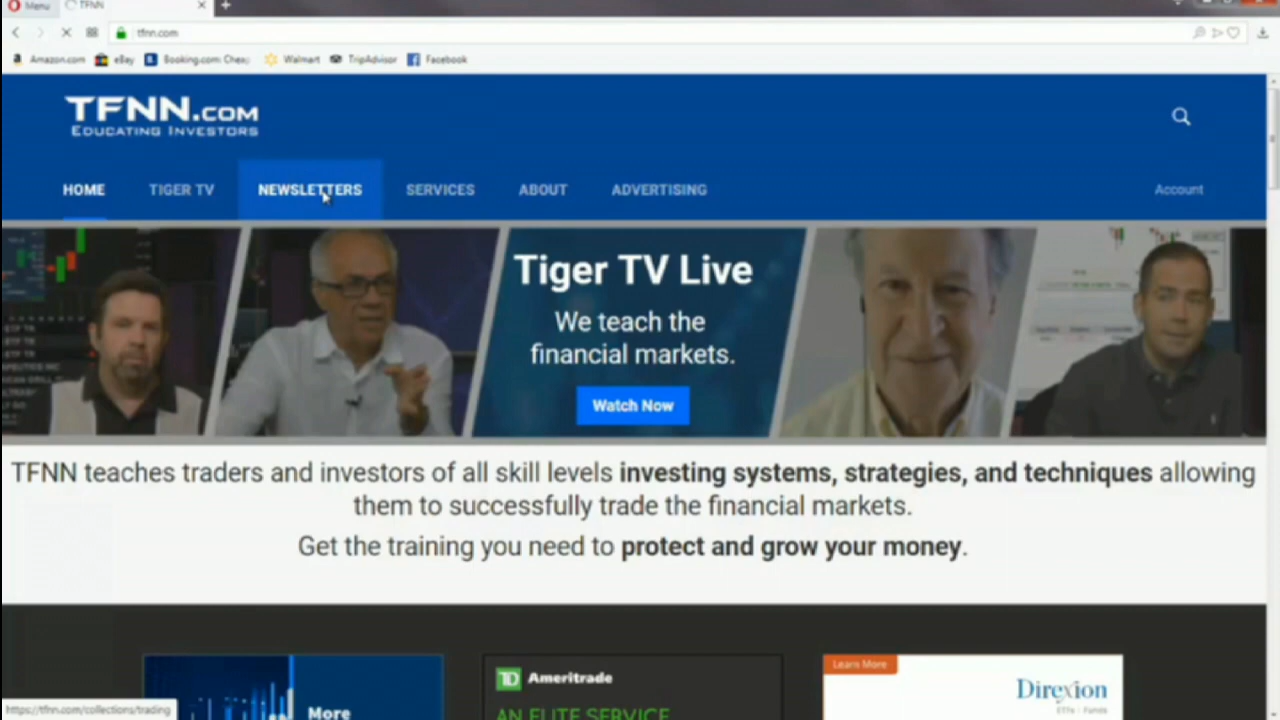 Menu
TFNN
tfnn.com
Amazon.com
eBay
Booking.com: Cheap
Walmart
TripAdvisor
Facebook
TFNN.COM
EDUCATING INVESTORS
HOME
TIGER TV
NEWSLETTERS
SERVICES
ABOUT
ADVERTISING
Account
Tiger TV Live
We teach the
financial markets.
Watch Now
TFNN teaches traders and investors of all skill levels investing systems, strategies, and techniques allowing
them to successfully trade the financial markets.
Get the training you need to protect and grow your money.
More
TD Ameritrade
AN ELITE SERVICE
Learn More
Direxion
ETFs Funds
https://tfnn.com/collections/trading